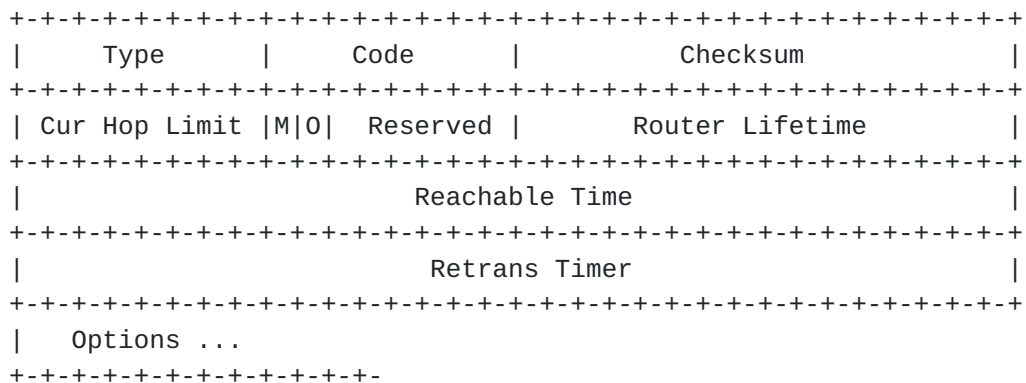 +-+-+-+-+-+-+-+-+-+-+-+-+-+-+-+-+-+-+-+-+-+-+-+-+-+-+-+-+-+-+-+-+
|     Type      |     Code      |          Checksum             |
+-+-+-+-+-+-+-+-+-+-+-+-+-+-+-+-+-+-+-+-+-+-+-+-+-+-+-+-+-+-+-+-+
| Cur Hop Limit |M|O|  Reserved |       Router Lifetime         |
+-+-+-+-+-+-+-+-+-+-+-+-+-+-+-+-+-+-+-+-+-+-+-+-+-+-+-+-+-+-+-+-+
|                         Reachable Time                        |
+-+-+-+-+-+-+-+-+-+-+-+-+-+-+-+-+-+-+-+-+-+-+-+-+-+-+-+-+-+-+-+-+
|                          Retrans Timer                        |
+-+-+-+-+-+-+-+-+-+-+-+-+-+-+-+-+-+-+-+-+-+-+-+-+-+-+-+-+-+-+-+-+
|   Options ...
+-+-+-+-+-+-+-+-+-+-+-+-